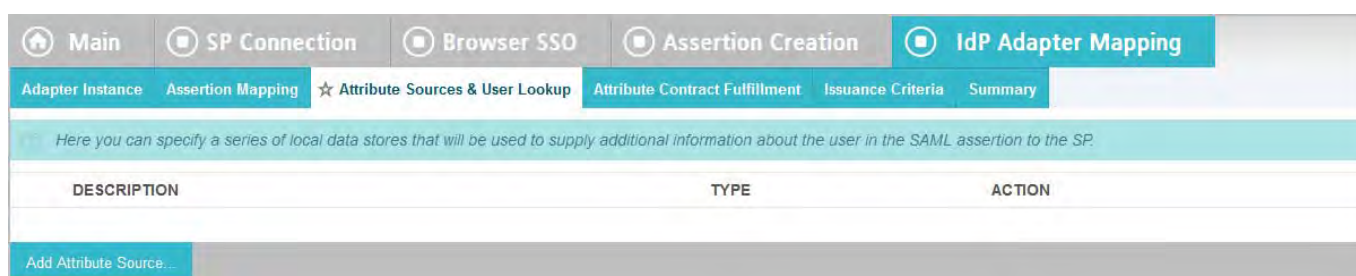 Main SP Connection Browser SSO Assertion Creation IdP Adapter Mapping
Adapter Instance Assertion Mapping Attribute Sources & User Lookup Attribute Contract Fulfillment Issuance Criteria Summary
Here you can specify a series of local data stores that will be used to supply additional information about the user in the SAML assertion to the SP.
DESCRIPTION TYPE ACTION
Add Attribute Source...